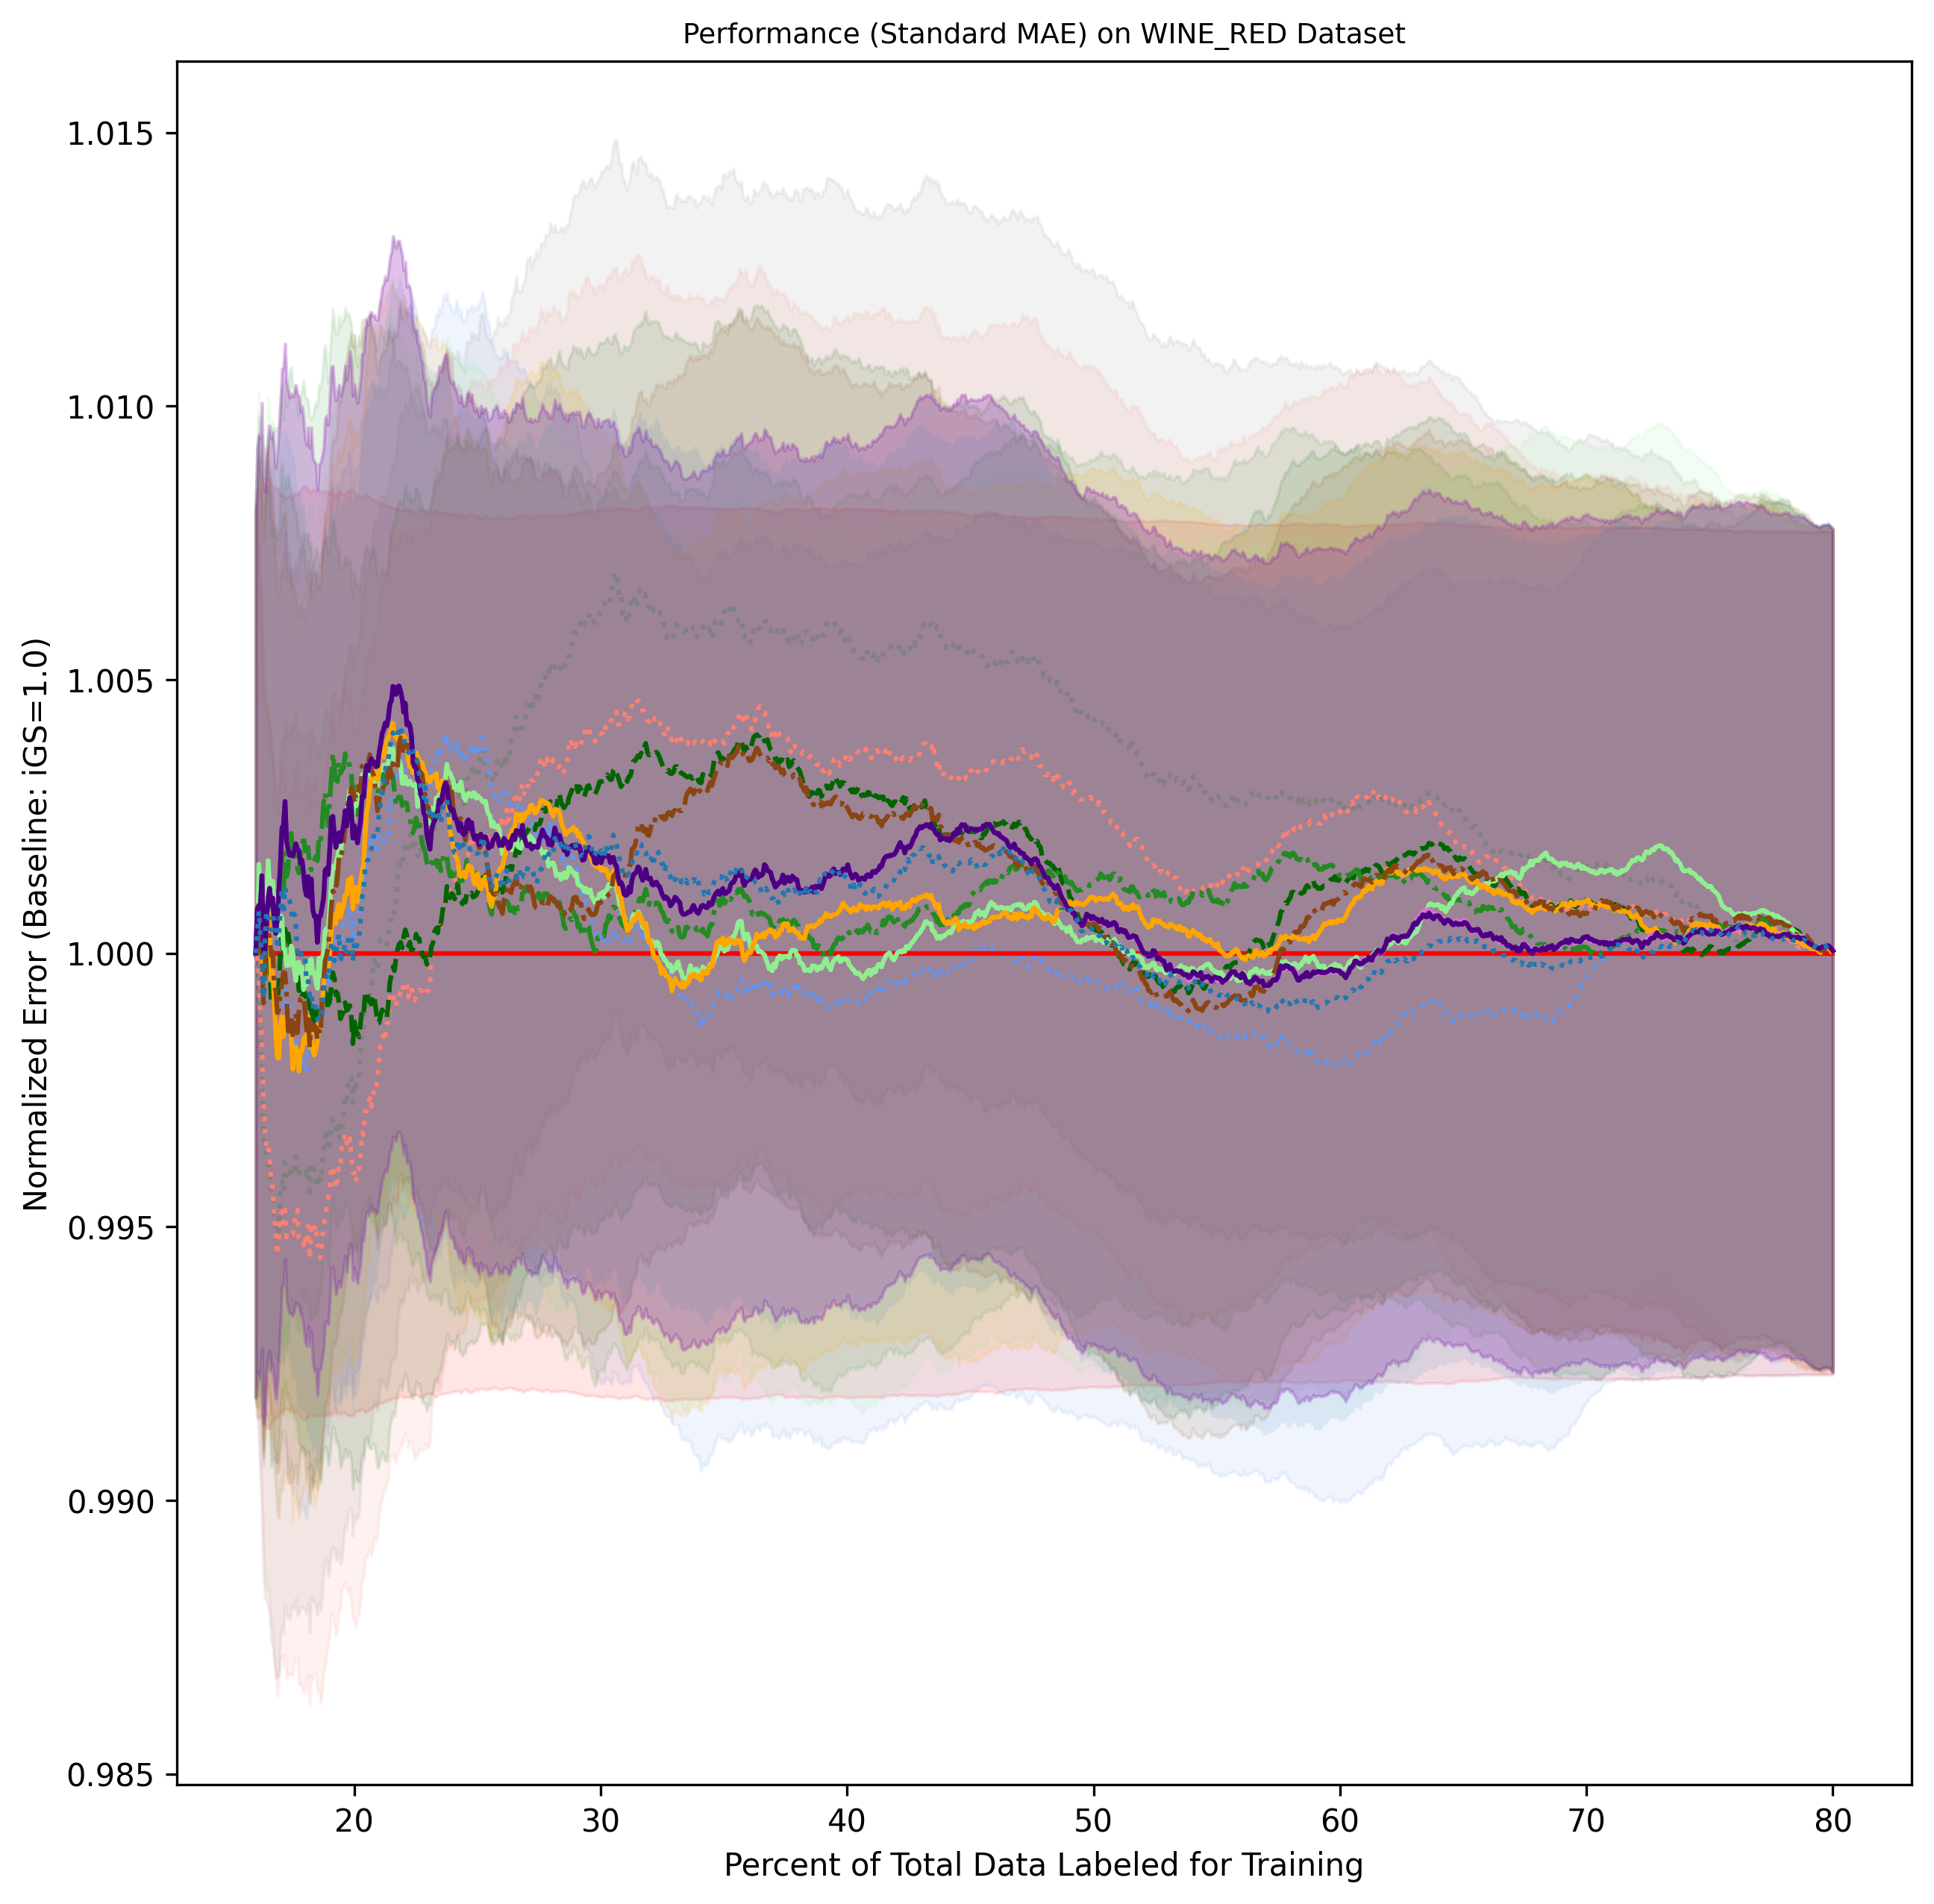 Performance (Standard MAE) on WINE_RED Dataset
Normalized Error (Baseline: iGS=1.0)
1.015
1.010
1.005
1.000
0.995
0.990
0.985
20 30 40 50 60 70 80
Percent of Total Data Labeled for Training